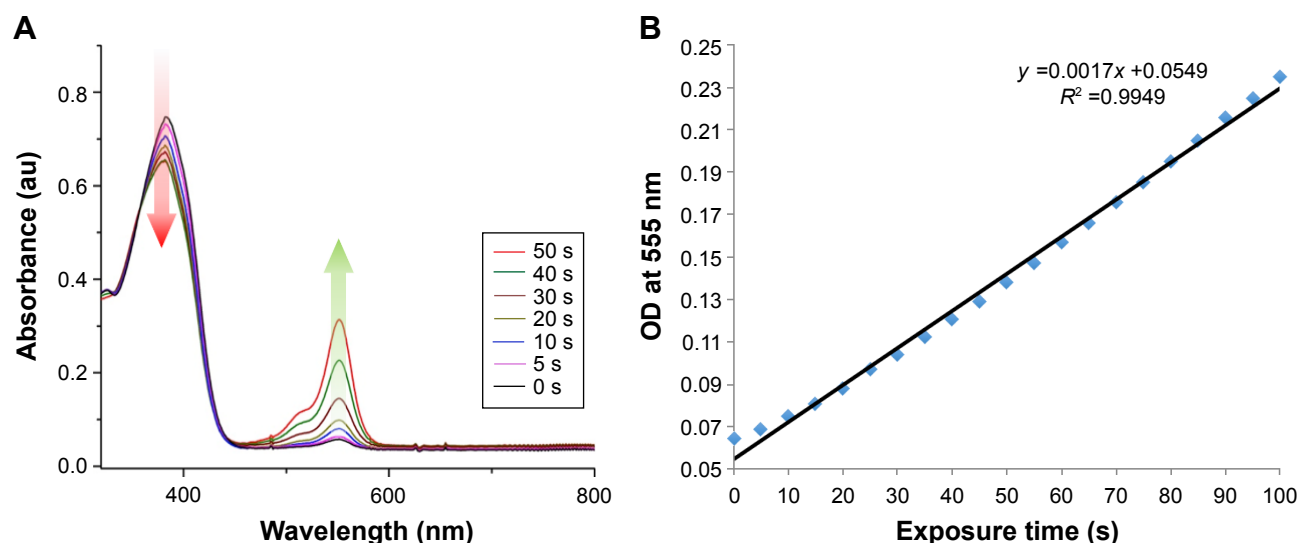 A
Absorbance (au)
0.8
0.6
0.4
0.2
0.0
400
600
800
Wavelength (nm)
50 s
40 s
30 s
20 s
10 s
5 s
0 s
B
OD at 555 nm
0.25
0.23
0.21
0.19
0.17
0.15
0.13
0.11
0.09
0.07
0.05
0
10
20
30
40
50
60
70
80
90
100
Exposure time (s)
y =0.0017x +0.0549
R² =0.9949